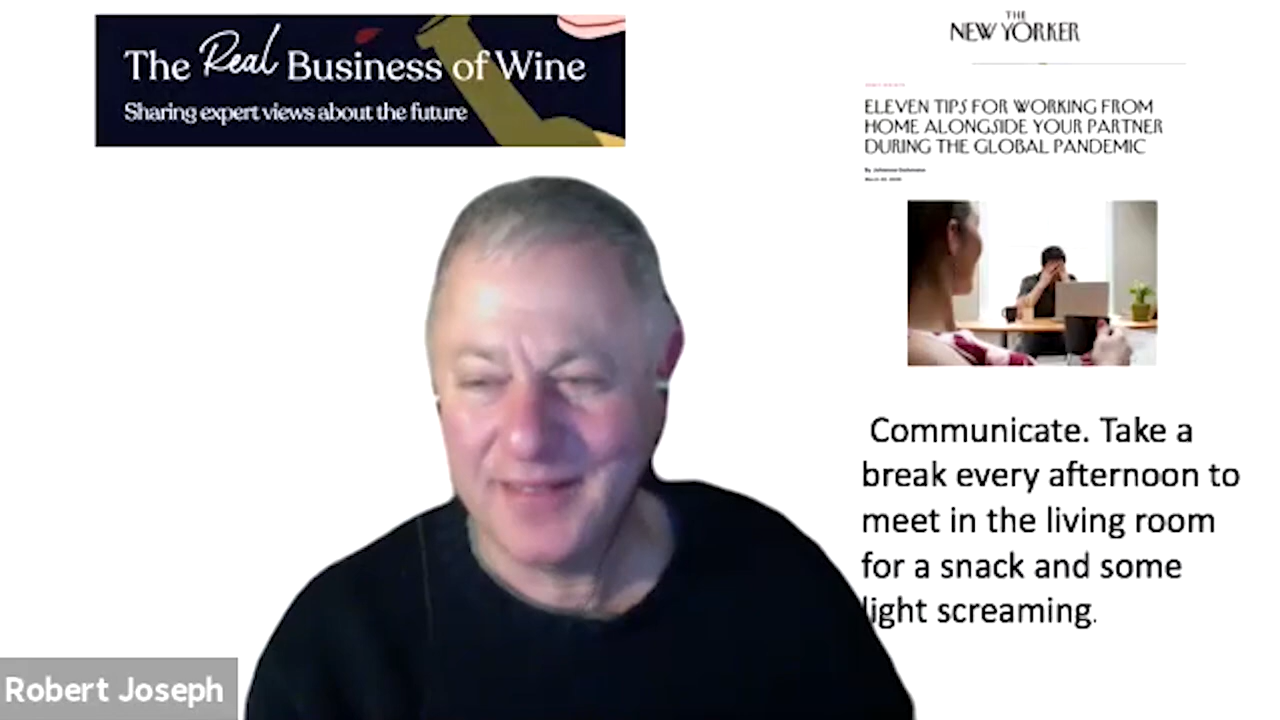 The Real Business of Wine
Sharing expert views about the future
THE
NEW YORKER
ELEVEN TIPS FOR WORKING FROM
HOME ALONGSIDE YOUR PARTNER
DURING THE GLOBAL PANDEMIC
By
Communicate. Take a
break every afternoon to
meet in the living room
for a snack and some
light screaming.
Robert Joseph